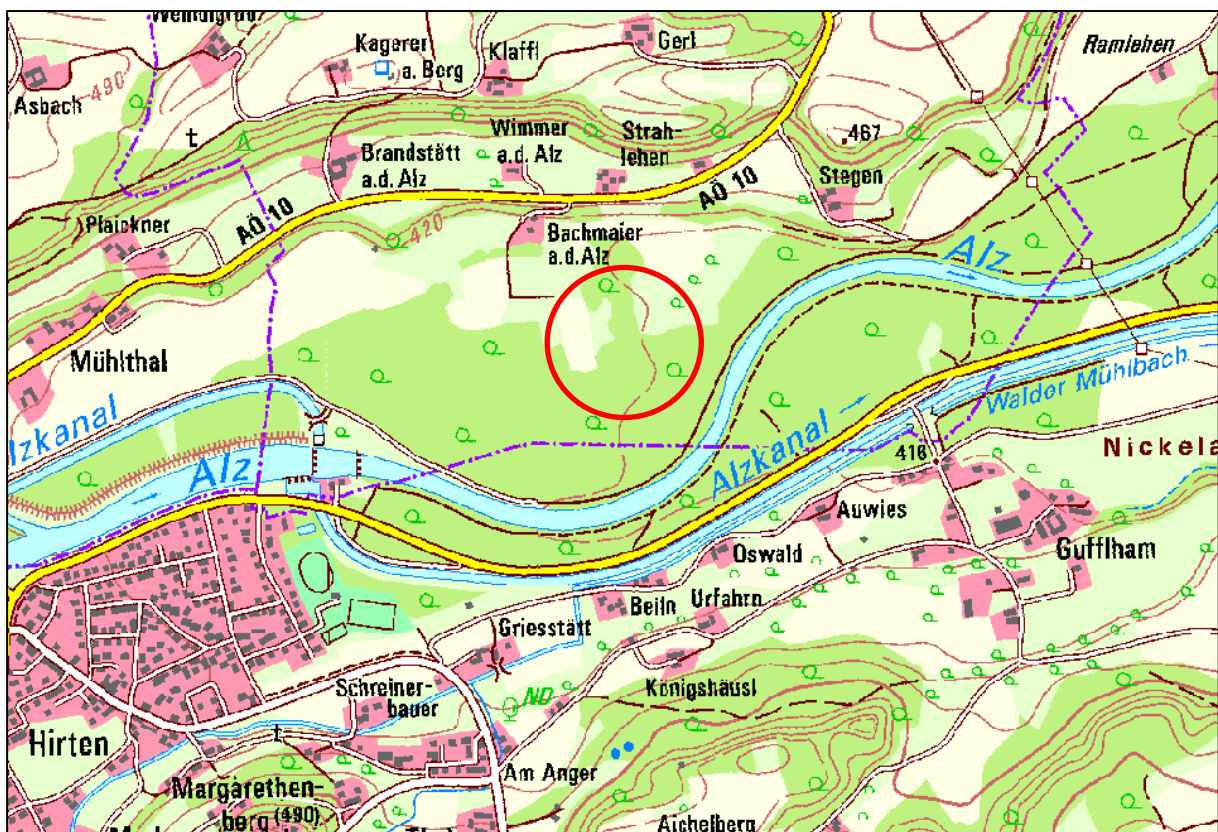 Kagerer
a. Berg
Klaffl
Gerl
Ramlehen
Asbach
490
t
Brandstätt
a.d. Alz
Wimmer
a.d. Alz
Strah-
lehen
467
Stegen
Plaickner
AÖ 10
AÖ 10
420
Bachmaier
a.d. Alz
Alz
Mühlthal
Walder Mühlbach
lzkanal
Alz
Alzkanal
416
Nickela
Auwies
Oswald
Gufflham
Beiln
Urfahrn
Griesstätt
Schreiner-
bauer
ND
Königshäusl
Hirten
t
Am Anger
Margarethen-
berg (490)
Aichelberg